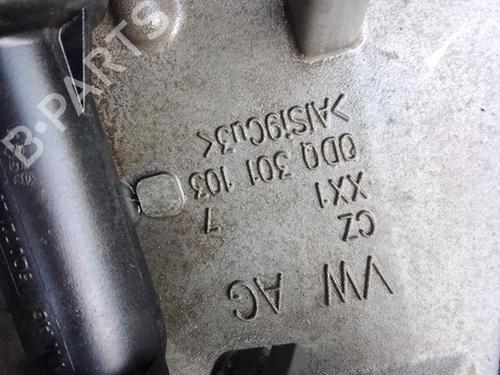 VW AG
CZ
XX1 7
0DQ 301 103
>AlSi9Cu3<
B-PARTS